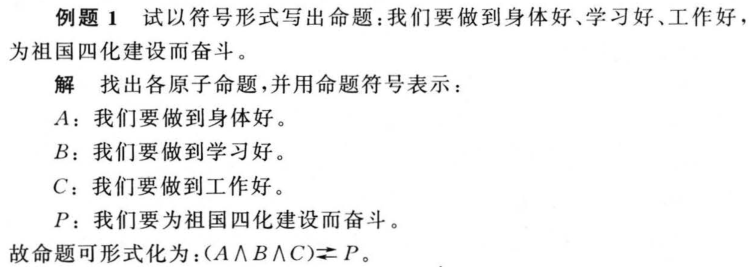 例题1 试以符号形式写出命题:我们要做到身体好、学习好、工作好,
为祖国四化建设而奋斗。
解 找出各原子命题,并用命题符号表示:
A:我们要做到身体好。
B:我们要做到学习好。
C:我们要做到工作好。
P:我们要为祖国四化建设而奋斗。
故命题可形式化为:(A∧B∧C)⇄P。